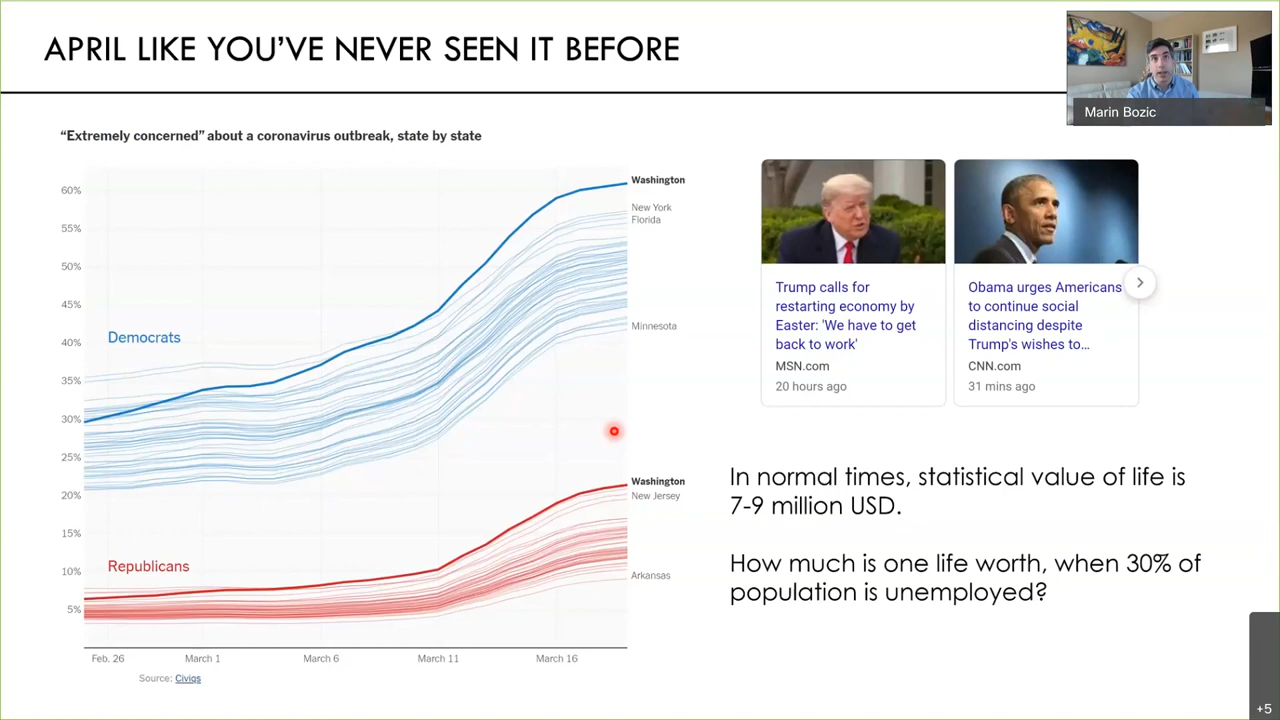 APRIL LIKE YOU'VE NEVER SEEN IT BEFORE
Marin Bozic
“Extremely concerned” about a coronavirus outbreak, state by state
60%
55%
50%
45%
40%
35%
30%
25%
20%
15%
10%
5%
Democrats
Republicans
Washington
New York
Florida
Minnesota
Washington
New Jersey
Arkansas
Feb. 26
March 1
March 6
March 11
March 16
Source: Civiqs
Trump calls for
restarting economy by
Easter: 'We have to get
back to work'
MSN.com
20 hours ago
Obama urges Americans
to continue social
distancing despite
Trump's wishes to...
CNN.com
31 mins ago
In normal times, statistical value of life is
7-9 million USD.
How much is one life worth, when 30% of
population is unemployed?
+5